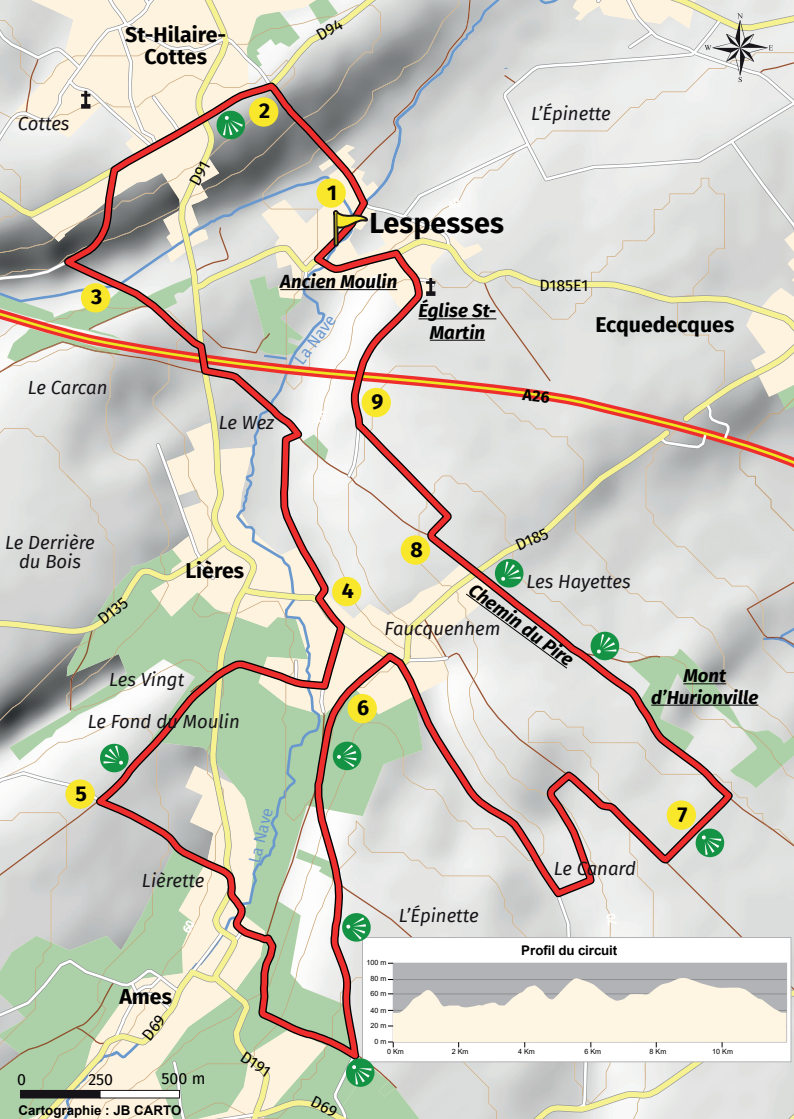 St-Hilaire-
Cottes
D94
N
W
E
S
Cottes
2
L'Épinette
D91
1
Lespesses
Ancien Moulin
Église St-
Martin
D185E1
3
La Nave
Ecquedecques
Le Carcan
9
A26
Le Wez
Le Derrière
du Bois
8
D185
Lières
Les Hayettes
4
D135
Chemin du Pire
Faucquenhem
Les Vingt
Mont
d'Hurionville
6
Le Fond du Moulin
5
7
La Nave
Lièrette
Le Canard
L'Épinette
Profil du circuit
100 m
80 m
60 m
40 m
20 m
0 m
0 Km
2 Km
4 Km
6 Km
8 Km
10 Km
Ames
D69
D191
D69
0 250 500 m
Cartographie : JB CARTO